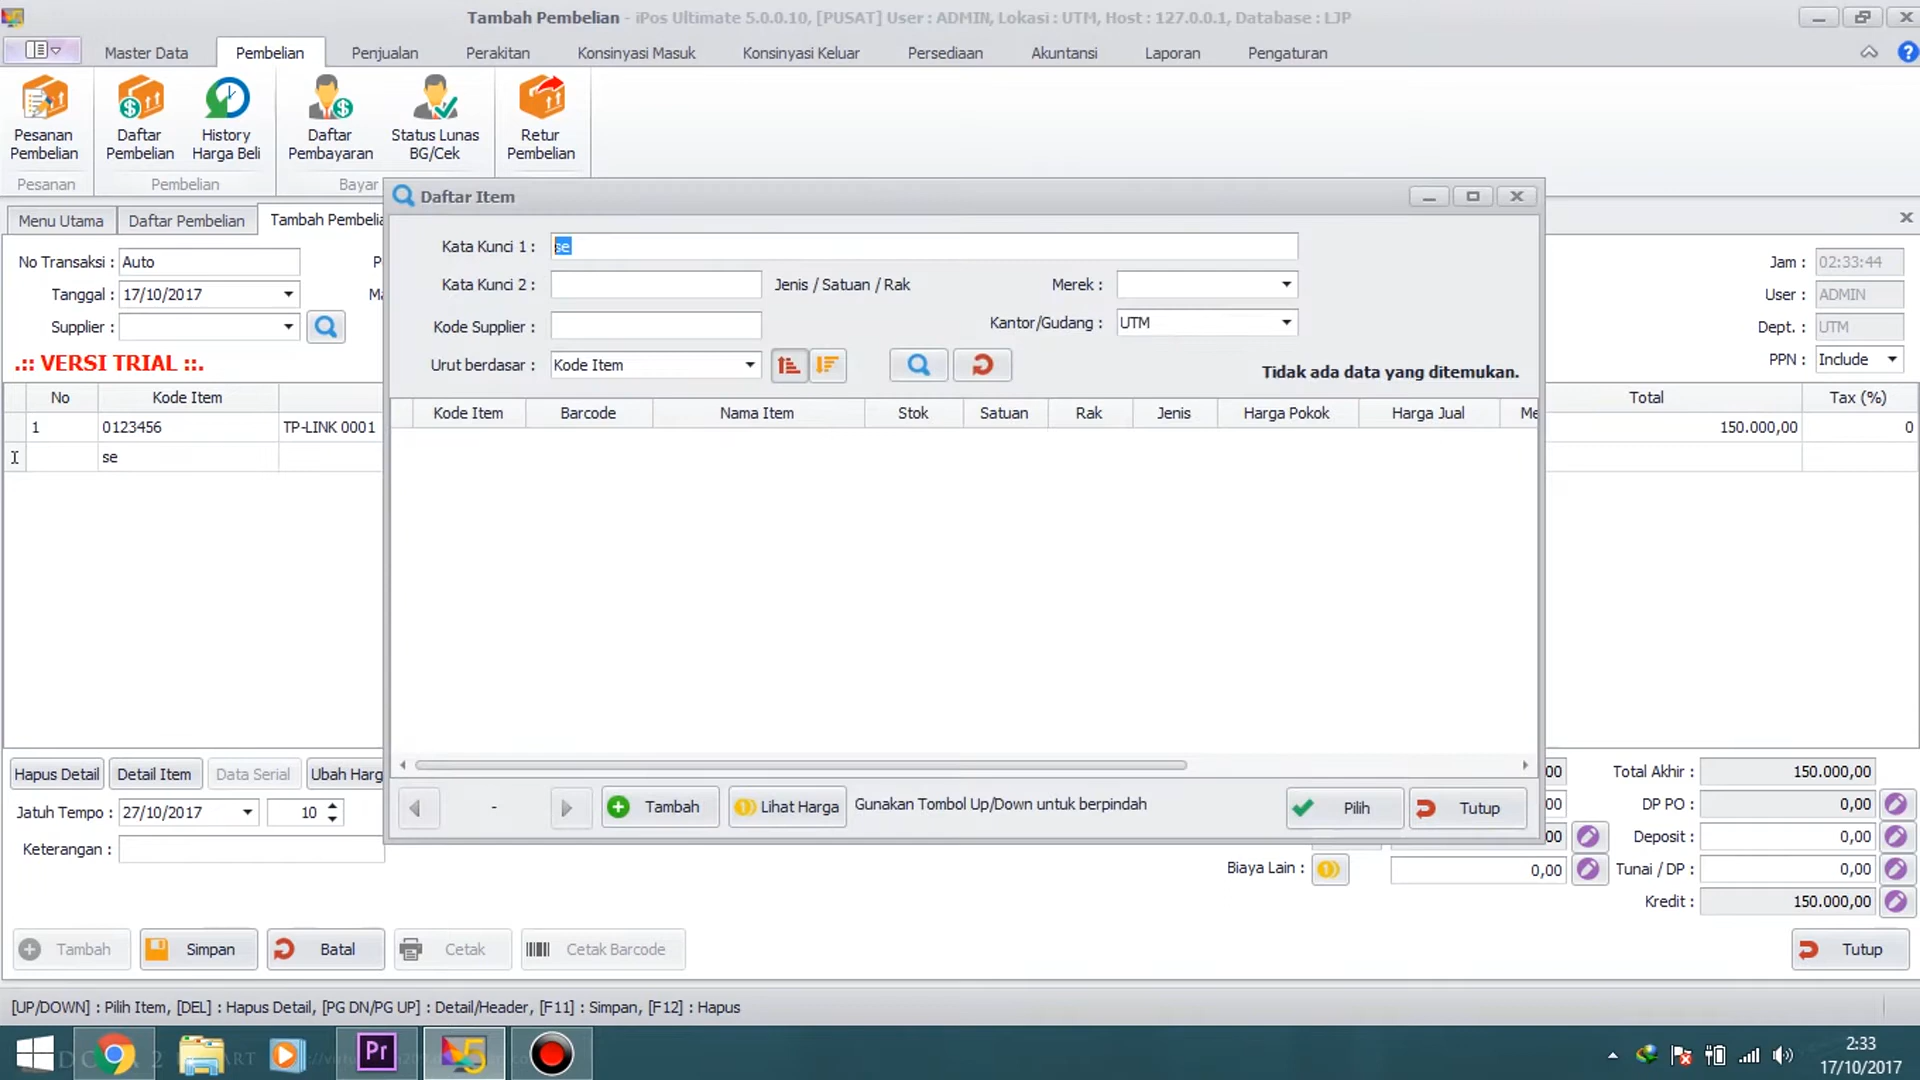 Tambah Pembelian - iPos Ultimate 5.0.0.10, [PUSAT] User : ADMIN, Lokasi : UTM, Host : 127.0.0.1, Database : LJP
Master Data Pembelian Penjualan Perakitan Konsinyasi Masuk Konsinyasi Keluar Persediaan Akuntansi Laporan Pengaturan
Pesanan Pembelian
Daftar Pembelian
History Harga Beli
Daftar Pembayaran
Status Lunas BG/Cek
Retur Pembelian
Pesanan Pembelian Bayar
Menu Utama Daftar Pembelian Tambah Pembelia
No Transaksi : Auto
Tanggal : 17/10/2017
Supplier :
.:: VERSI TRIAL ::.
No Kode Item
1 0123456 TP-LINK 0001
se
Daftar Item
Kata Kunci 1 : se
Kata Kunci 2 : Jenis / Satuan / Rak Merek :
Kode Supplier : Kantor/Gudang : UTM
Urut berdasar : Kode Item
Tidak ada data yang ditemukan.
Kode Item Barcode Nama Item Stok Satuan Rak Jenis Harga Pokok Harga Jual Me
- Tambah Lihat Harga Gunakan Tombol Up/Down untuk berpindah Pilih Tutup
Jam : 02:33:44
User : ADMIN
Dept. : UTM
PPN : Include
Total Tax (%)
150.000,00 0
Hapus Detail Detail Item Data Serial Ubah Harg
Jatuh Tempo : 27/10/2017 10
Keterangan :
00 Total Akhir : 150.000,00
00 DP PO : 0,00
00 Deposit : 0,00
Biaya Lain : 0,00 Tunai / DP : 0,00
Kredit : 150.000,00
Tambah Simpan Batal Cetak Cetak Barcode Tutup
[UP/DOWN] : Pilih Item, [DEL] : Hapus Detail, [PG DN/PG UP] : Detail/Header, [F11] : Simpan, [F12] : Hapus
Pr 5
2:33
17/10/2017